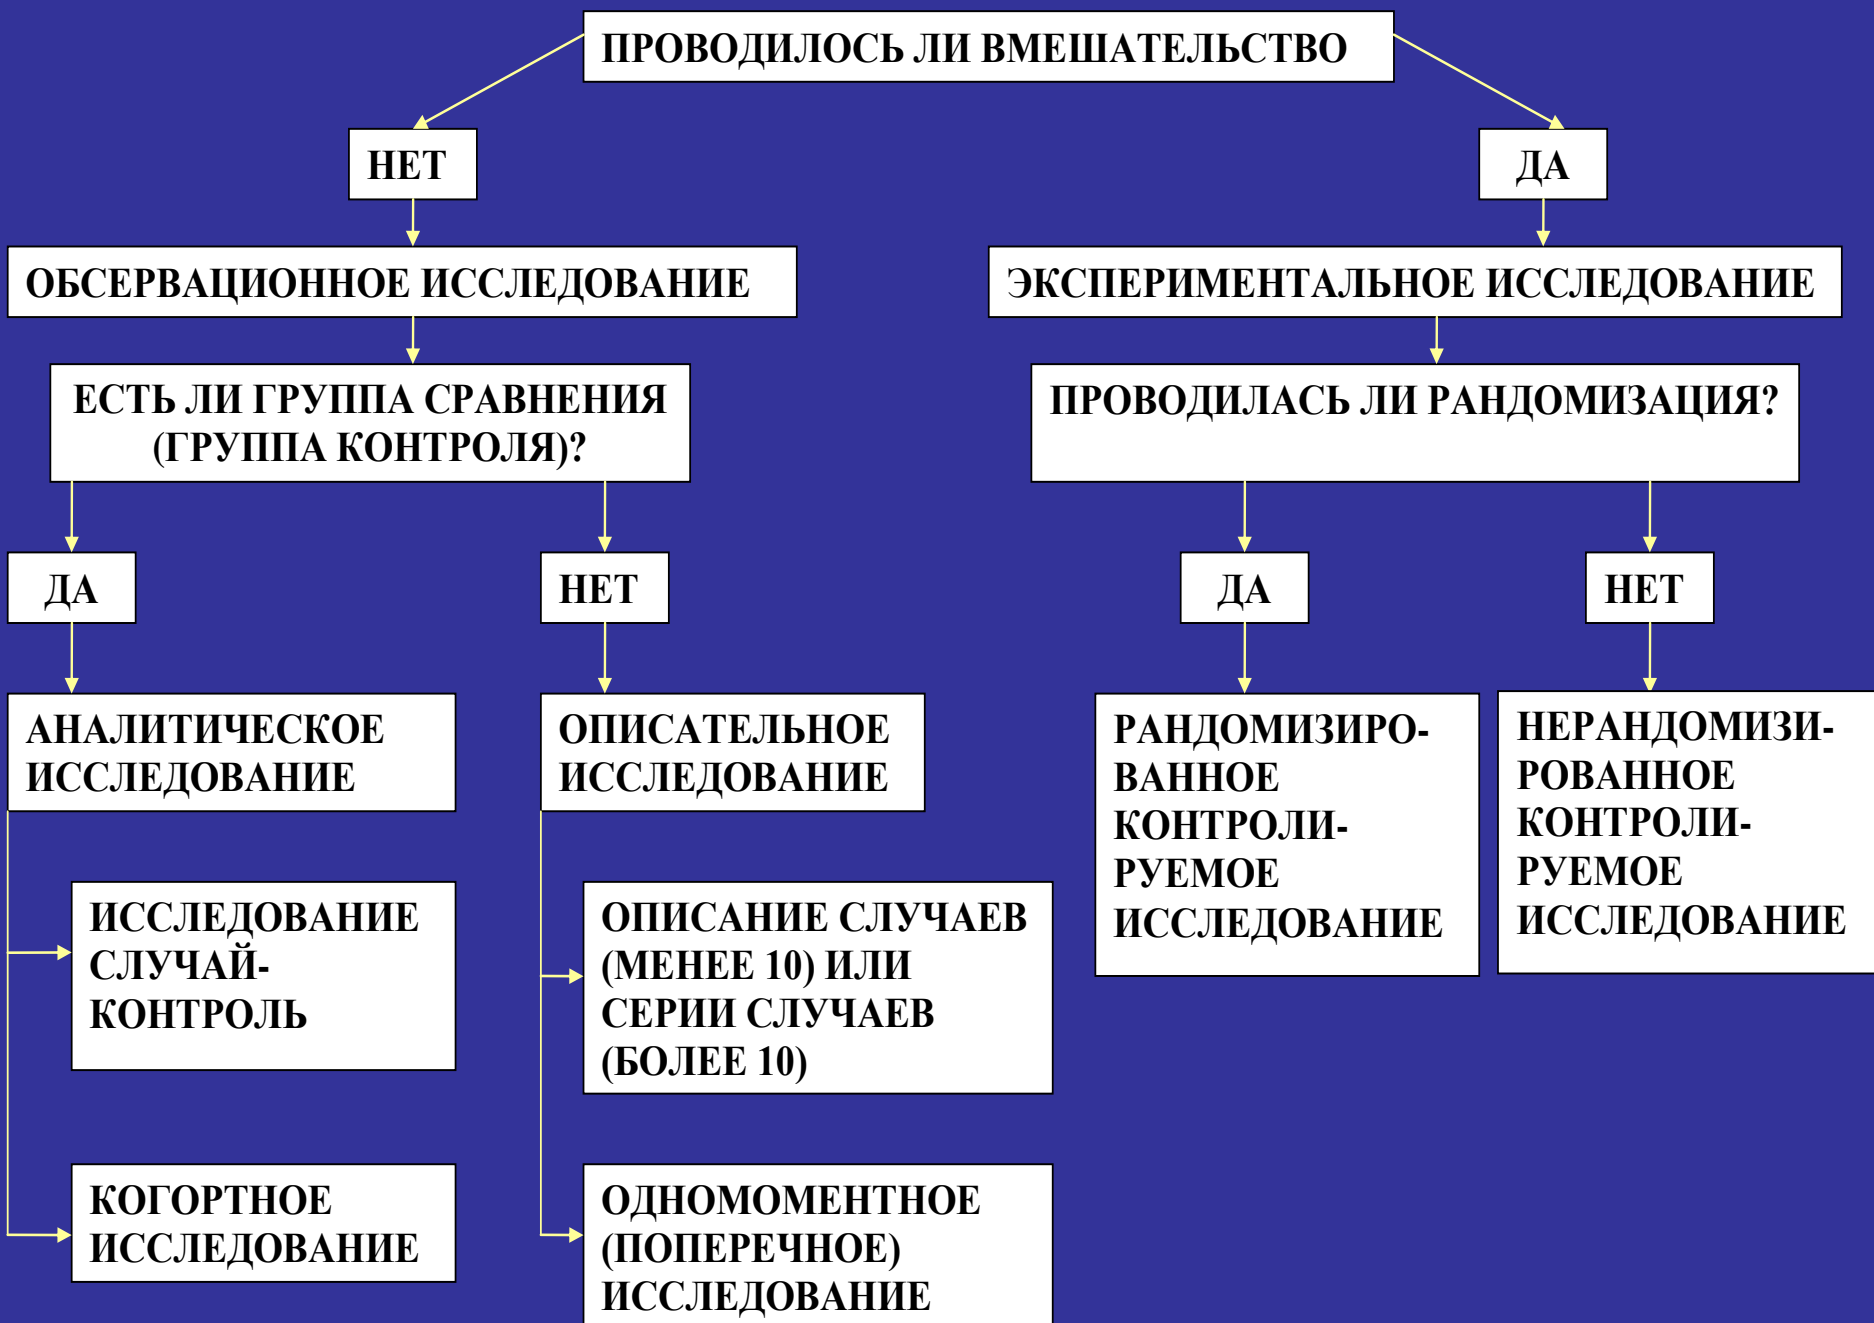 ПРОВОДИЛОСЬ ЛИ ВМЕШАТЕЛЬСТВО
НЕТ
ДА
ОБСЕРВАЦИОННОЕ ИССЛЕДОВАНИЕ
ЭКСПЕРИМЕНТАЛЬНОЕ ИССЛЕДОВАНИЕ
ЕСТЬ ЛИ ГРУППА СРАВНЕНИЯ
(ГРУППА КОНТРОЛЯ)?
ПРОВОДИЛАСЬ ЛИ РАНДОМИЗАЦИЯ?
ДА
НЕТ
ДА
НЕТ
АНАЛИТИЧЕСКОЕ
ИССЛЕДОВАНИЕ
ОПИСАТЕЛЬНОЕ
ИССЛЕДОВАНИЕ
РАНДОМИЗИРО-
ВАННОЕ
КОНТРОЛИ-
РУЕМОЕ
ИССЛЕДОВАНИЕ
НЕРАНДОМИЗИ-
РОВАННОЕ
КОНТРОЛИ-
РУЕМОЕ
ИССЛЕДОВАНИЕ
ИССЛЕДОВАНИЕ
СЛУЧАЙ-
КОНТРОЛЬ
ОПИСАНИЕ СЛУЧАЕВ
(МЕНЕЕ 10) ИЛИ
СЕРИИ СЛУЧАЕВ
(БОЛЕЕ 10)
КОГОРТНОЕ
ИССЛЕДОВАНИЕ
ОДНОМОМЕНТНОЕ
(ПОПЕРЕЧНОЕ)
ИССЛЕДОВАНИЕ